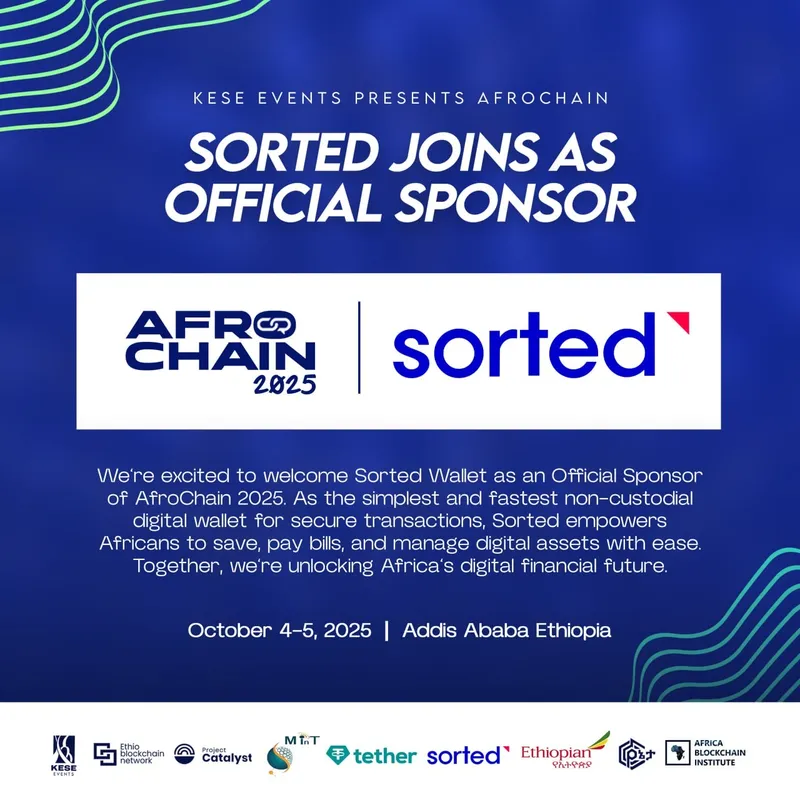 KESE EVENTS PRESENTS AFROCHAIN
SORTED JOINS AS
OFFICIAL SPONSOR
AFRO
CHAIN
2025
sorted
We're excited to welcome Sorted Wallet as an Official Sponsor
of AfroChain 2025. As the simplest and fastest non-custodial
digital wallet for secure transactions, Sorted empowers
Africans to save, pay bills, and manage digital assets with ease.
Together, we're unlocking Africa's digital financial future.
October 4-5, 2025 | Addis Ababa Ethiopia
KESE
EVENTS
Ethio
blockchain
network
Project
Catalyst
MinT
tether
sorted
Ethiopian
የኢትዮጵያ
AFRICA
BLOCKCHAIN
INSTITUTE